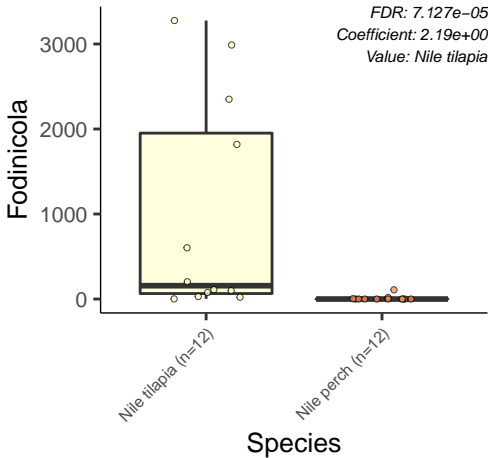 FDR: 7.127e−05
Coefficient: 2.19e+00
Value: Nile tilapia
Fodinicola
3000
2000
1000
0
Nile tilapia (n=12)
Nile perch (n=12)
Species